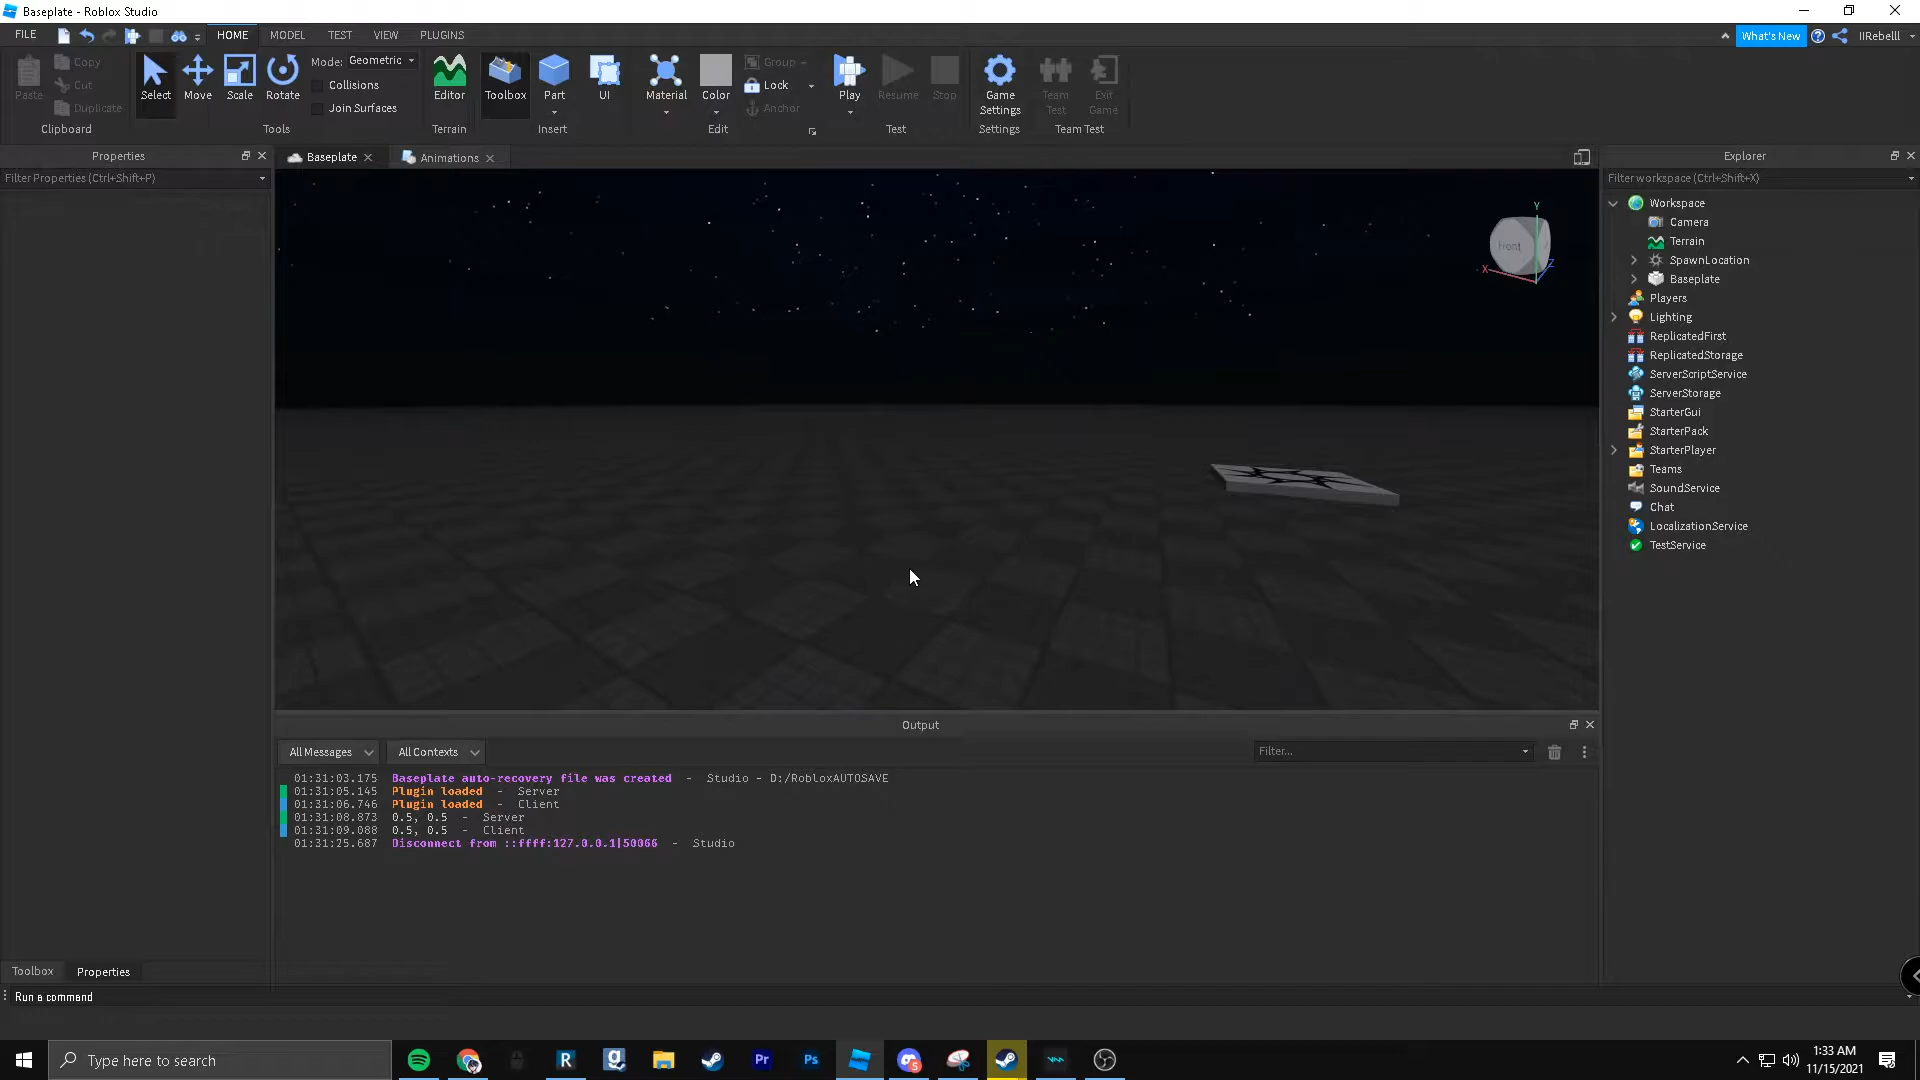 Baseplate - Roblox Studio
FILE HOME MODEL TEST VIEW PLUGINS What's New IIRebelll
Paste Copy Cut Duplicate Clipboard
Select Move Scale Rotate Mode: Geometric Collisions Join Surfaces Tools
Editor Terrain
Toolbox Part UI Insert
Material Color Group Lock Anchor Edit
Play Resume Stop Test
Game Settings Settings
Team Test Exit Game Team Test
Properties
Filter Properties (Ctrl+Shift+P)
Baseplate Animations
Front
Y
X
Z
Explorer
Filter workspace (Ctrl+Shift+X)
Workspace
Camera
Terrain
SpawnLocation
Baseplate
Players
Lighting
ReplicatedFirst
ReplicatedStorage
ServerScriptService
ServerStorage
StarterGui
StarterPack
StarterPlayer
Teams
SoundService
Chat
LocalizationService
TestService
Output
All Messages All Contexts Filter...
01:31:03.175 Baseplate auto-recovery file was created - Studio - D:/RobloxAUTOSAVE
01:31:05.145 Plugin loaded - Server
01:31:06.746 Plugin loaded - Client
01:31:08.873 0.5, 0.5 - Server
01:31:09.088 0.5, 0.5 - Client
01:31:25.687 Disconnect from ::ffff:127.0.0.1|50066 - Studio
Toolbox Properties
Run a command
Type here to search
R
g
Pr
Ps
5
1:33 AM
11/15/2021